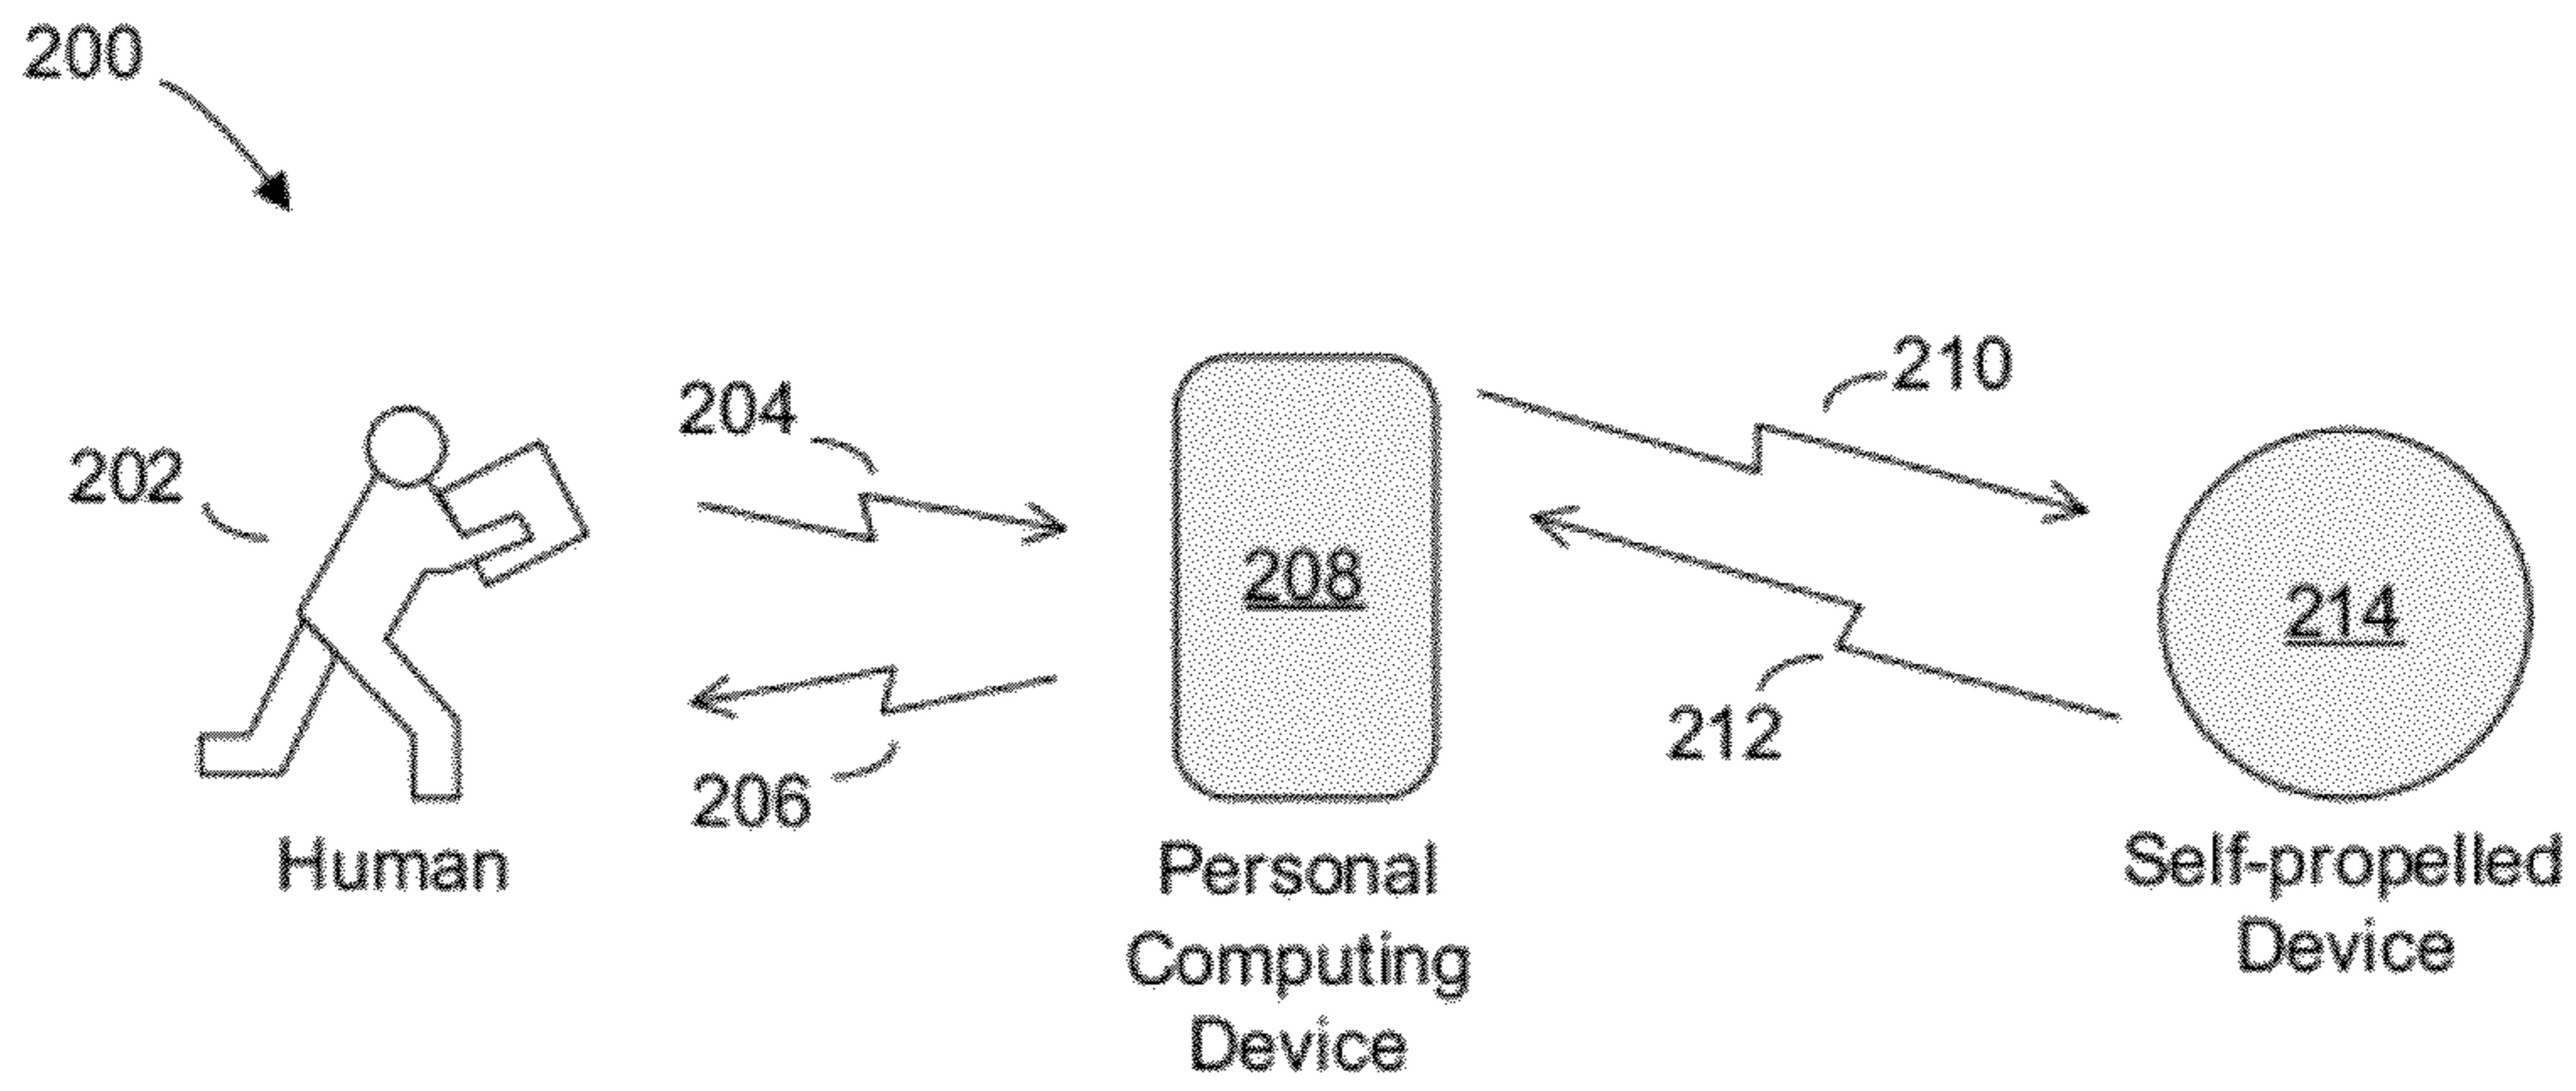 200
202
204
206
208
210
212
214
Human
Personal
Computing
Device
Self-propelled
Device